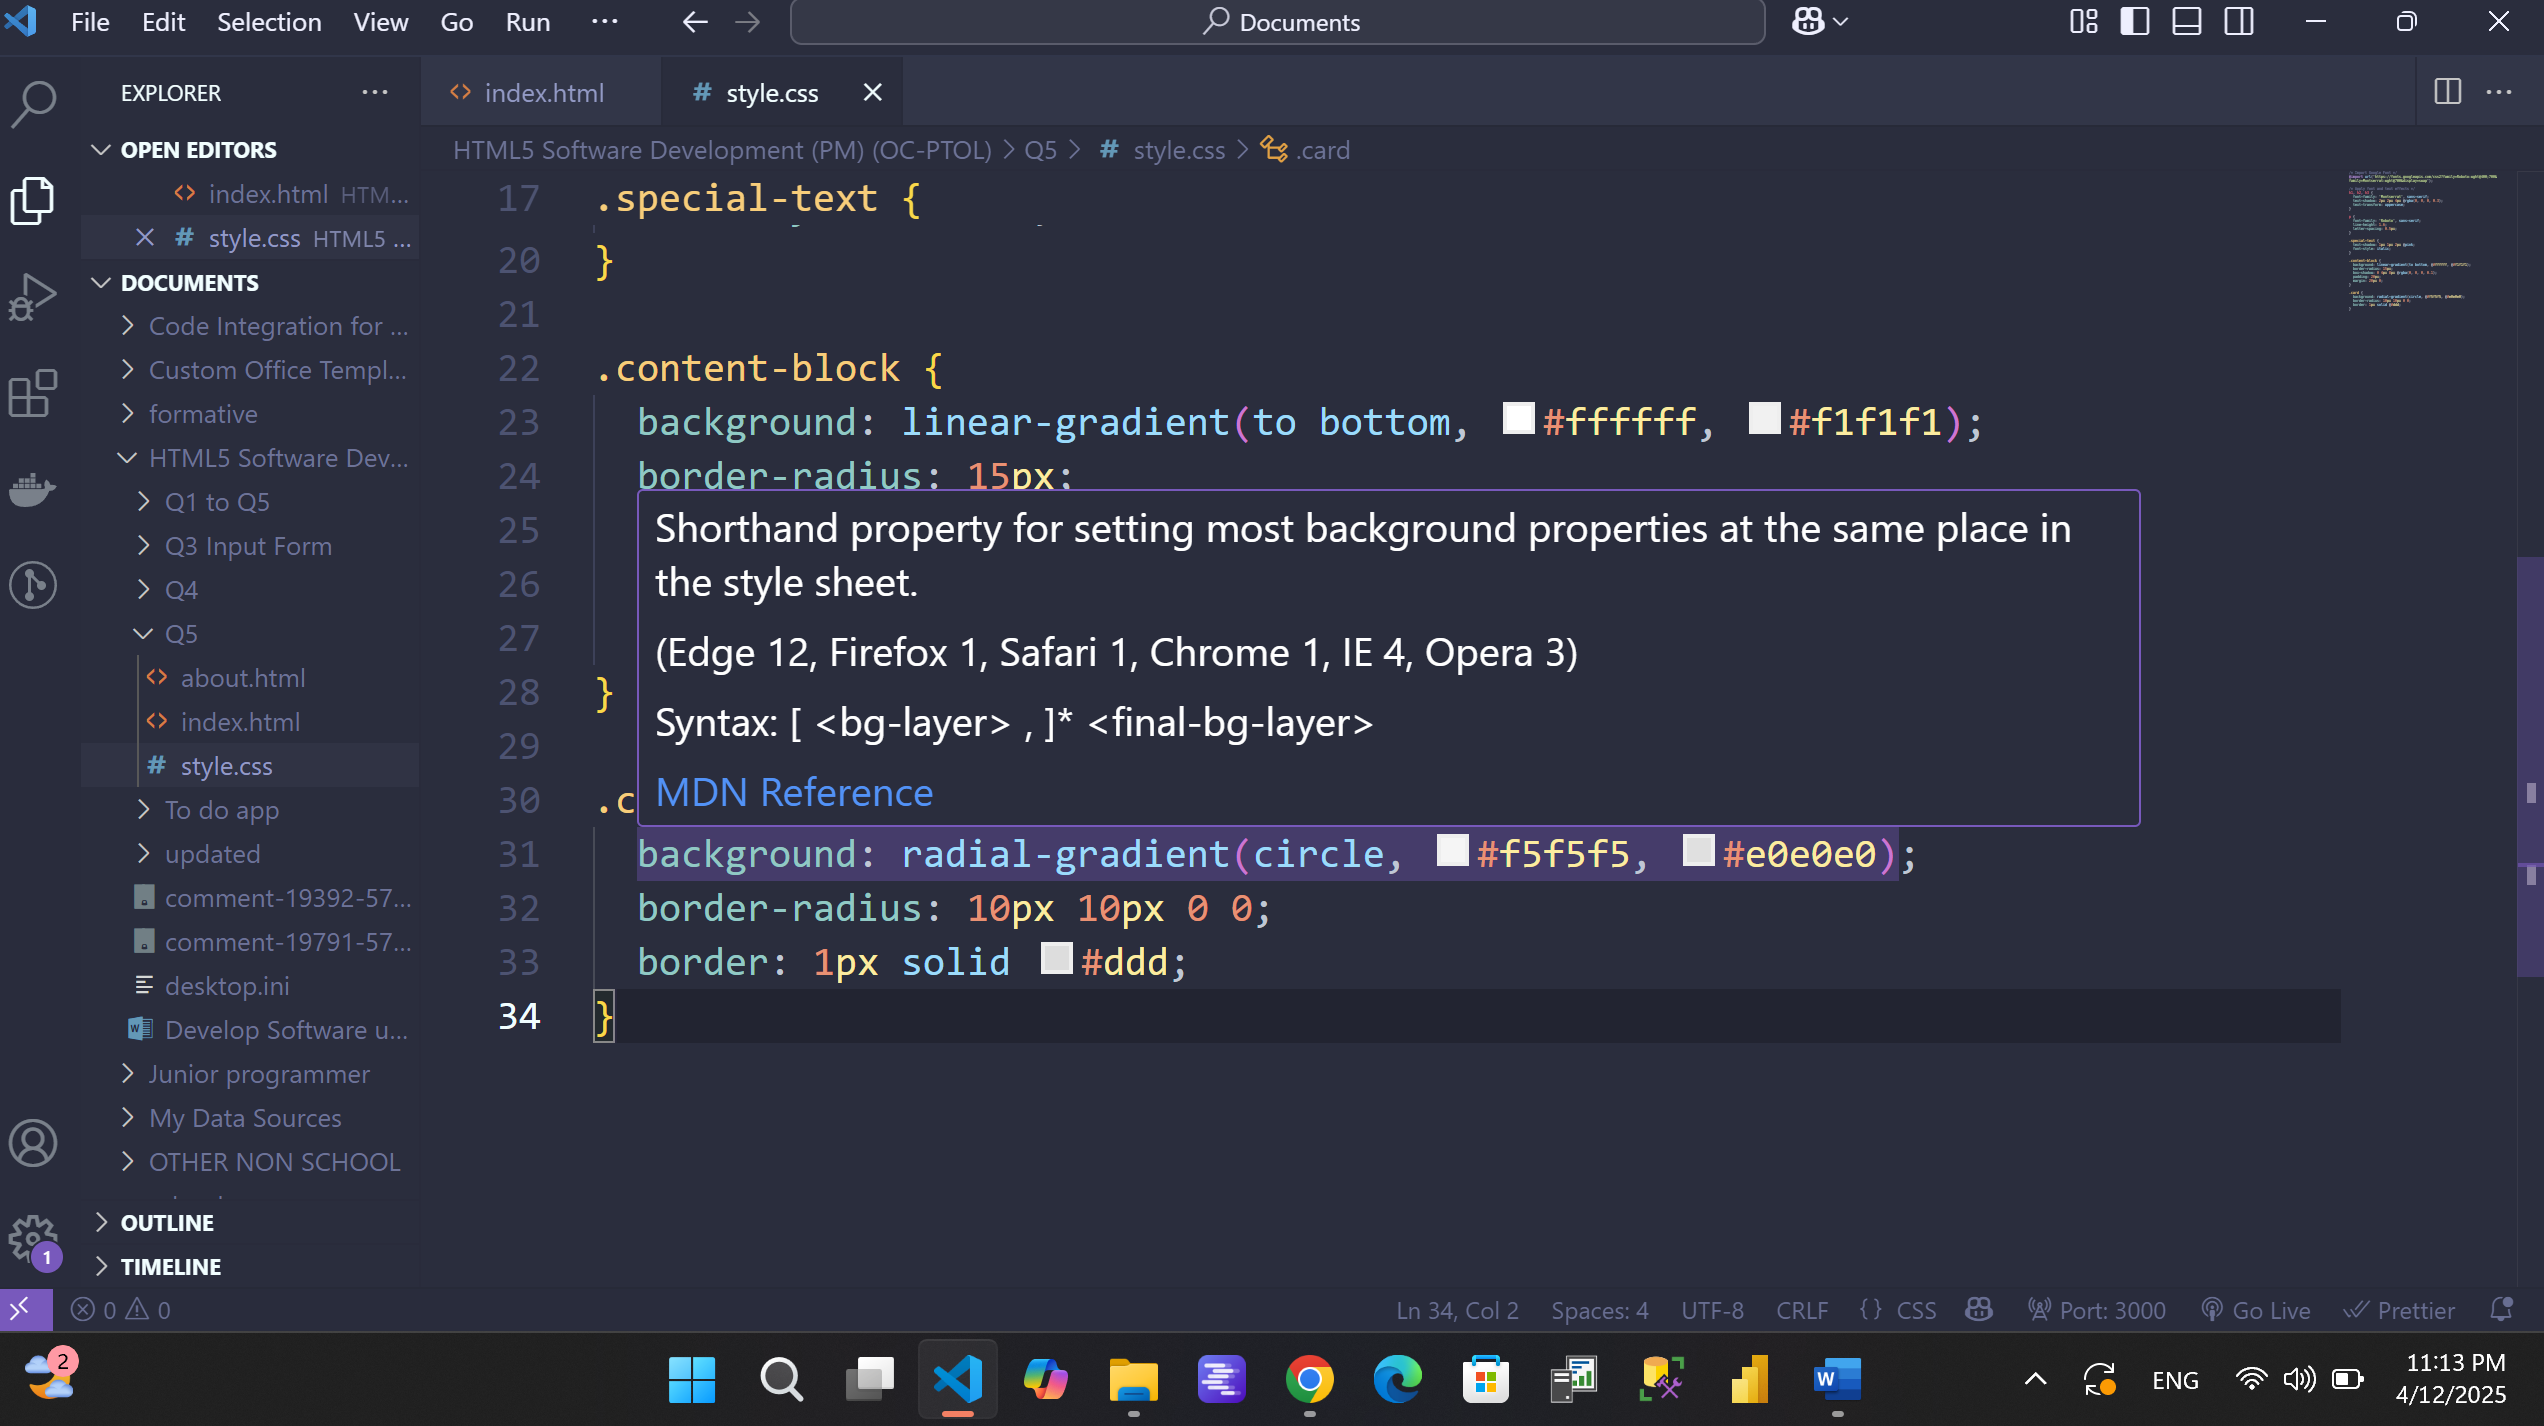 File Edit Selection View Go Run ··· Documents
EXPLORER ···
OPEN EDITORS
index.html HTM...
style.css HTML5 ...
DOCUMENTS
Code Integration for ...
Custom Office Templ...
formative
HTML5 Software Dev...
Q1 to Q5
Q3 Input Form
Q4
Q5
about.html
index.html
style.css
To do app
updated
comment-19392-57...
comment-19791-57...
desktop.ini
Develop Software u...
Junior programmer
My Data Sources
OTHER NON SCHOOL
OUTLINE
TIMELINE
index.html # style.css
HTML5 Software Development (PM) (OC-PTOL) > Q5 > # style.css > .card
17 .special-text {
20 }
21
22 .content-block {
23 background: linear-gradient(to bottom, #ffffff, #f1f1f1);
24 border-radius: 15px;
25
26
27
28 }
29
30 .c
Shorthand property for setting most background properties at the same place in
the style sheet.
(Edge 12, Firefox 1, Safari 1, Chrome 1, IE 4, Opera 3)
Syntax: [ <bg-layer> , ]* <final-bg-layer>
MDN Reference
31 background: radial-gradient(circle, #f5f5f5, #e0e0e0);
32 border-radius: 10px 10px 0 0;
33 border: 1px solid #ddd;
34 }
1
0 0 Ln 34, Col 2 Spaces: 4 UTF-8 CRLF {} CSS Port: 3000 Go Live Prettier
2
ENG
11:13 PM
4/12/2025